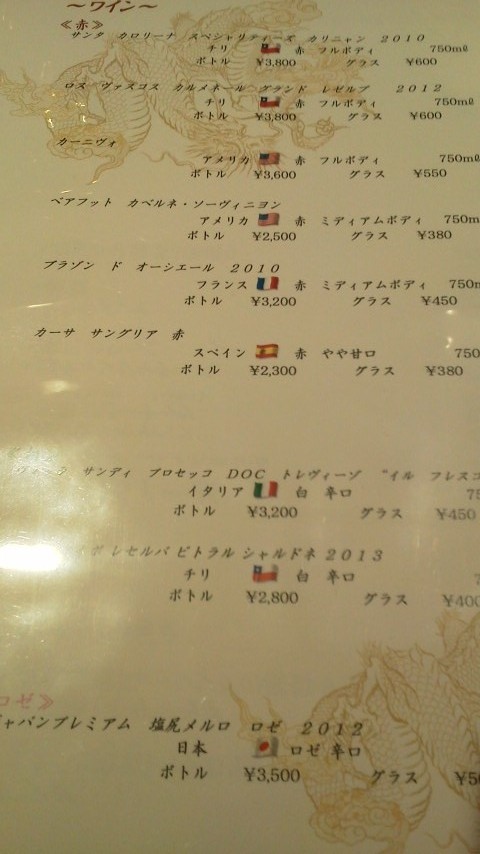 ～ワイン～
《赤》
サンタ カロリーナ スペシャリティーズ カリニャン 2010
チリ 赤 フルボディ 750mℓ
ボトル ¥3,800 グラス ¥600
ロス ヴァスコス カルメネール グランド レゼルブ 2012
チリ 赤 フルボディ 750mℓ
ボトル ¥3,800 グラス ¥600
カーニヴォ
アメリカ 赤 フルボディ 750mℓ
ボトル ¥3,600 グラス ¥550
ベアフット カベルネ・ソーヴィニヨン
アメリカ 赤 ミディアムボディ 750m
ボトル ¥2,500 グラス ¥380
ブラゾン ド オーシエール 2010
フランス 赤 ミディアムボディ 750m
ボトル ¥3,200 グラス ¥450
カーサ サングリア 赤
スペイン 赤 やや甘口 750
ボトル ¥2,300 グラス ¥380
サンディ プロセッコ DOC トレヴィーゾ "イル フレスコ
イタリア 白 辛口 75
ボトル ¥3,200 グラス ¥450
レセルバ ビトラル シャルドネ 2013
チリ 白 辛口
ボトル ¥2,800 グラス ¥400
ロゼ》
ジャパンプレミアム 塩尻メルロ ロゼ 2012
日本 ロゼ 辛口
ボトル ¥3,500 グラス ¥50